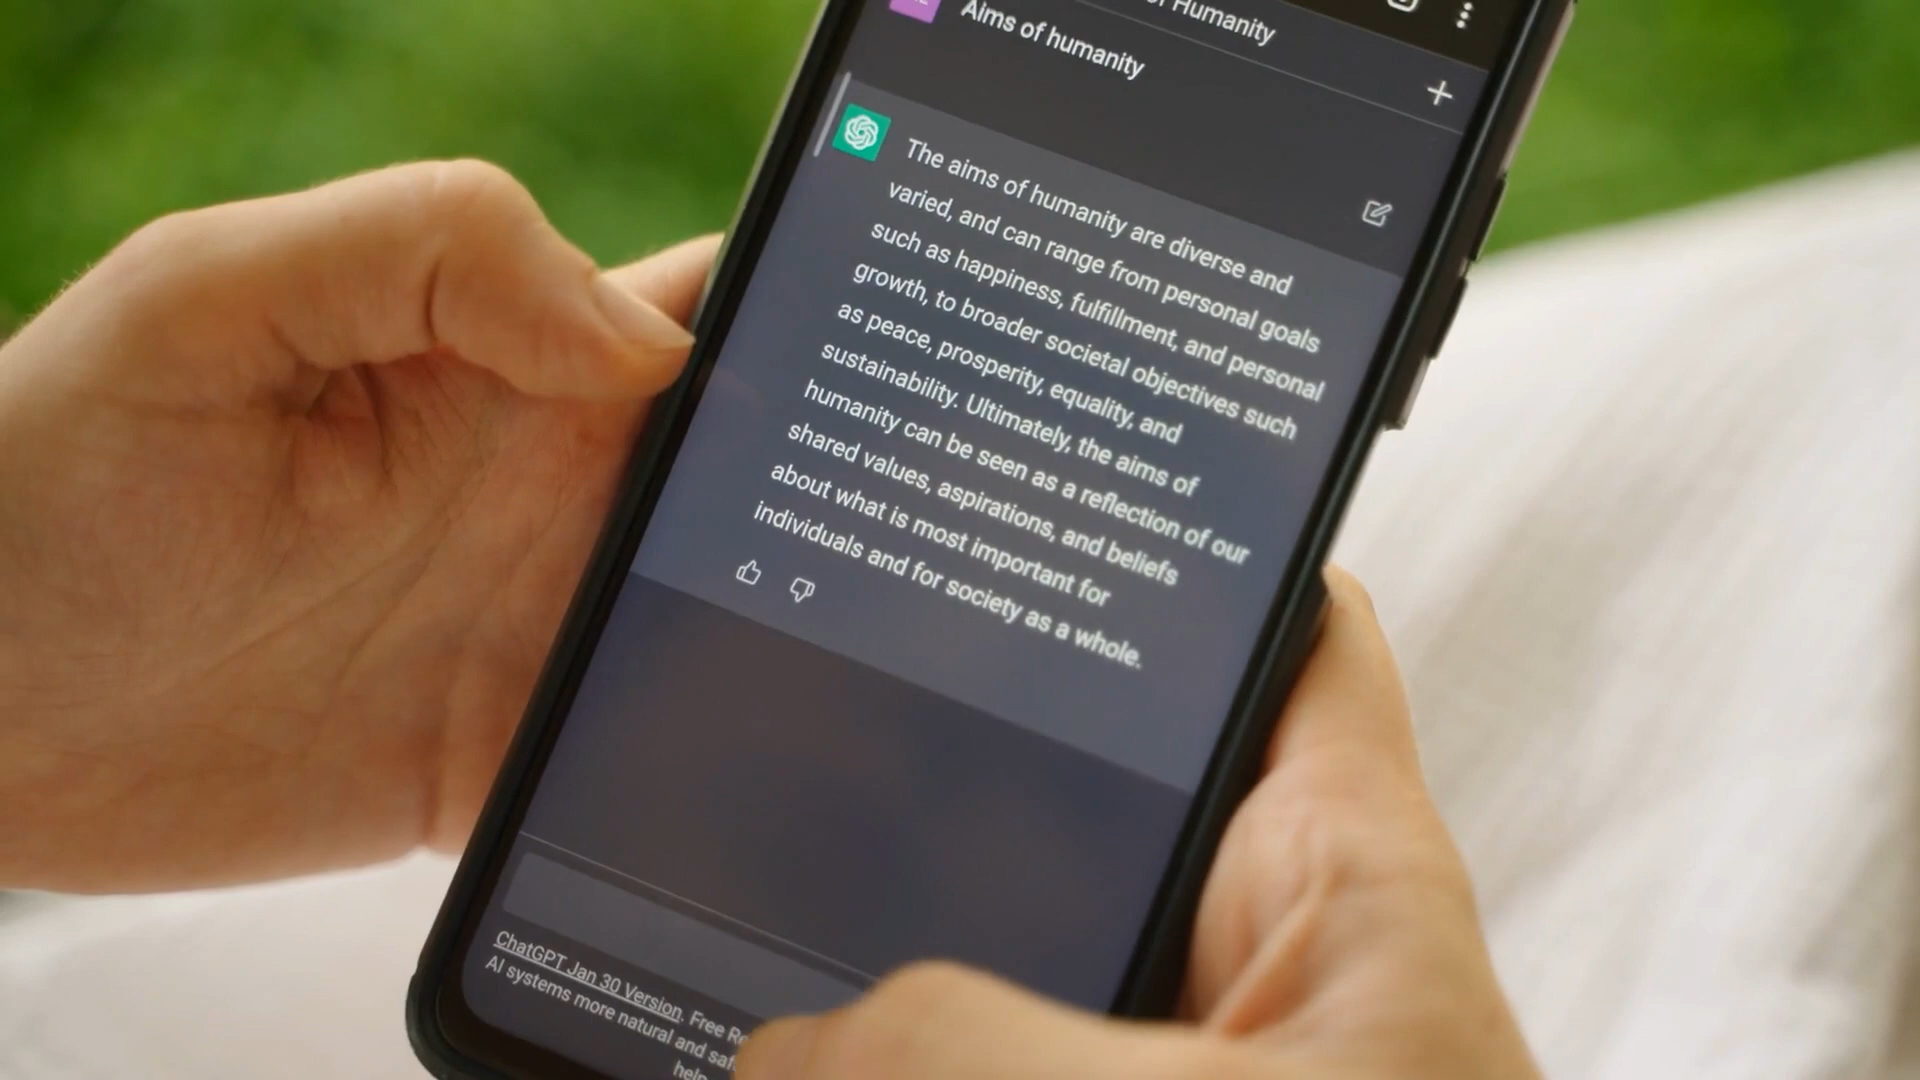 Humanity
Aims of humanity
The aims of humanity are diverse and
varied, and can range from personal goals
such as happiness, fulfillment, and personal
growth, to broader societal objectives such
as peace, prosperity, equality, and
sustainability. Ultimately, the aims of
humanity can be seen as a reflection of our
shared values, aspirations, and beliefs
about what is most important for
individuals and for society as a whole.
ChatGPT Jan 30 Version. Free
AI systems more natural and